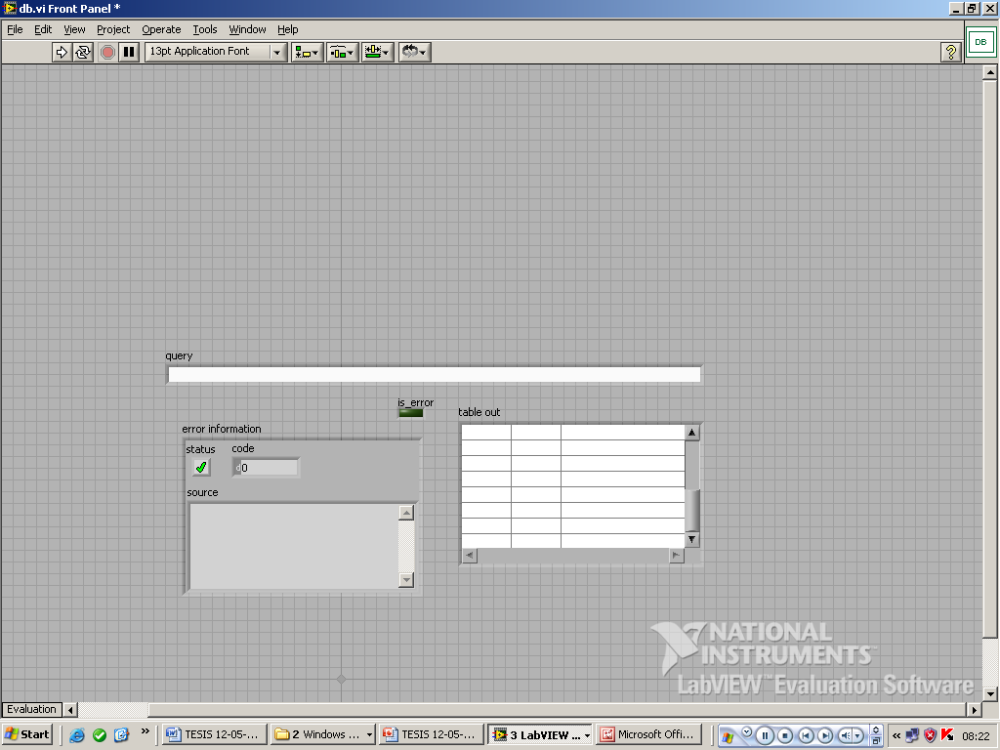 db.vi Front Panel *
File Edit View Project Operate Tools Window Help
13pt Application Font
?
DB
query
is_error
table out
error information
status code
d0
source
NATIONAL
INSTRUMENTS™
LabVIEW™ Evaluation Software
Evaluation
Start » TESIS 12-05-... 2 Windows ... TESIS 12-05-... 3 LabVIEW ... Microsoft Offi... « 08:22